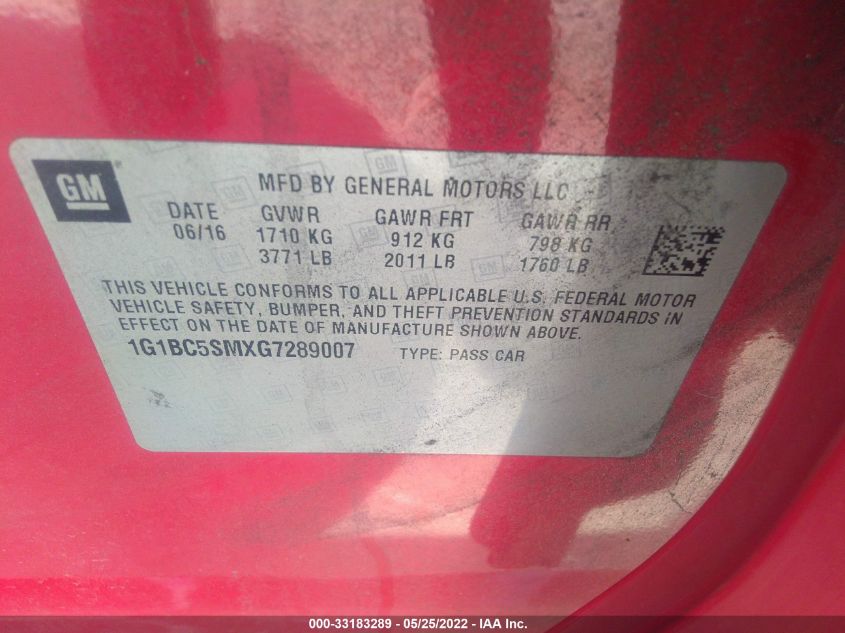 GM
MFD BY GENERAL MOTORS LLC
DATE GVWR GAWR FRT GAWR RR
06/16 1710 KG 912 KG 798 KG
3771 LB 2011 LB 1760 LB
THIS VEHICLE CONFORMS TO ALL APPLICABLE U.S. FEDERAL MOTOR
VEHICLE SAFETY, BUMPER, AND THEFT PREVENTION STANDARDS IN
EFFECT ON THE DATE OF MANUFACTURE SHOWN ABOVE.
1G1BC5SMXG7289007 TYPE: PASS CAR
000-33183289 - 05/25/2022 - IAA Inc.